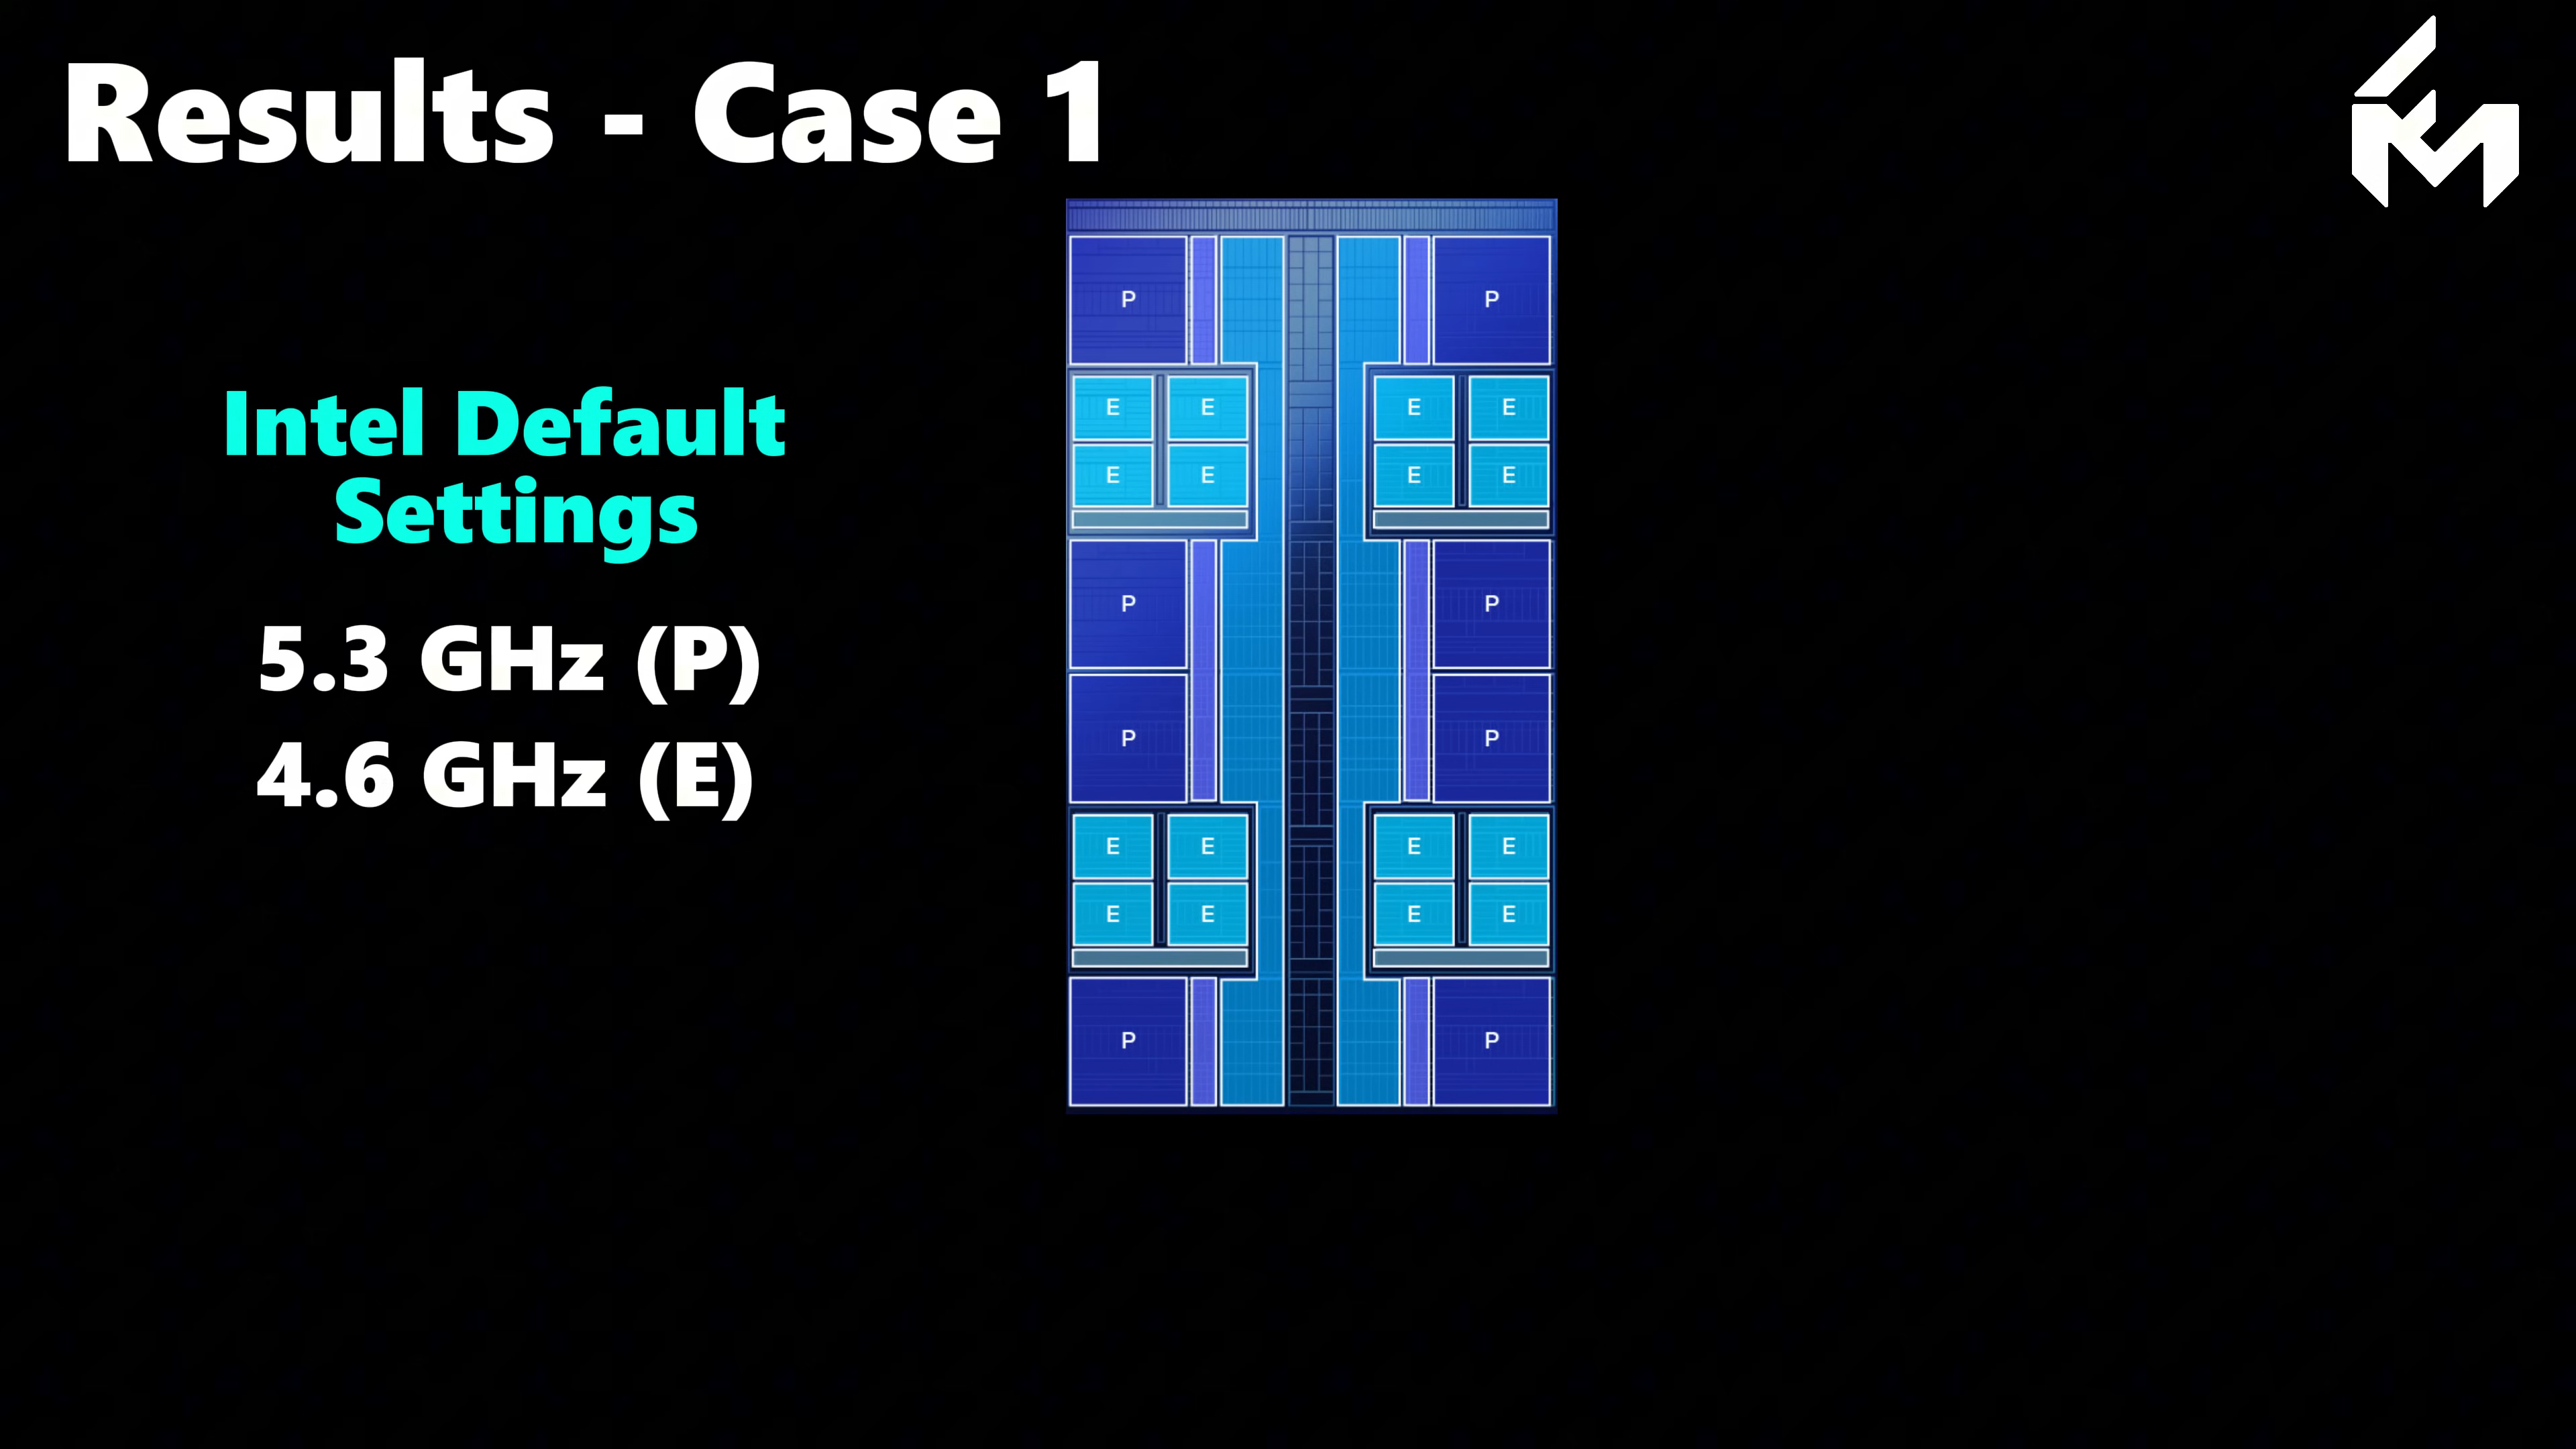 Results - Case 1
Intel Default
Settings
5.3 GHz (P)
4.6 GHz (E)
P P
E E E E
E E E E
P P
P P
E E E E
E E E E
P P